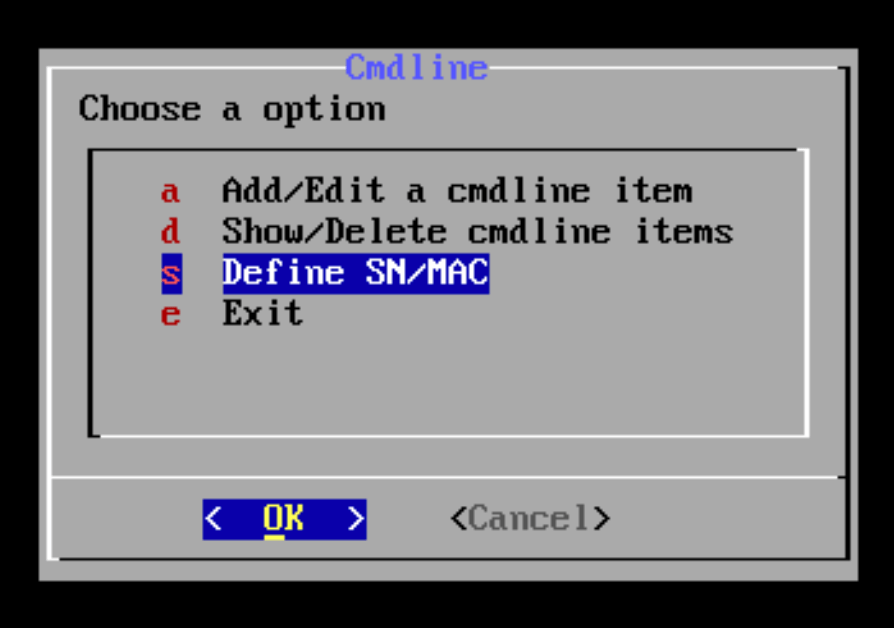 Cmdline
Choose a option
a Add/Edit a cmdline item
d Show/Delete cmdline items
s Define SN/MAC
e Exit
< OK > <Cancel>